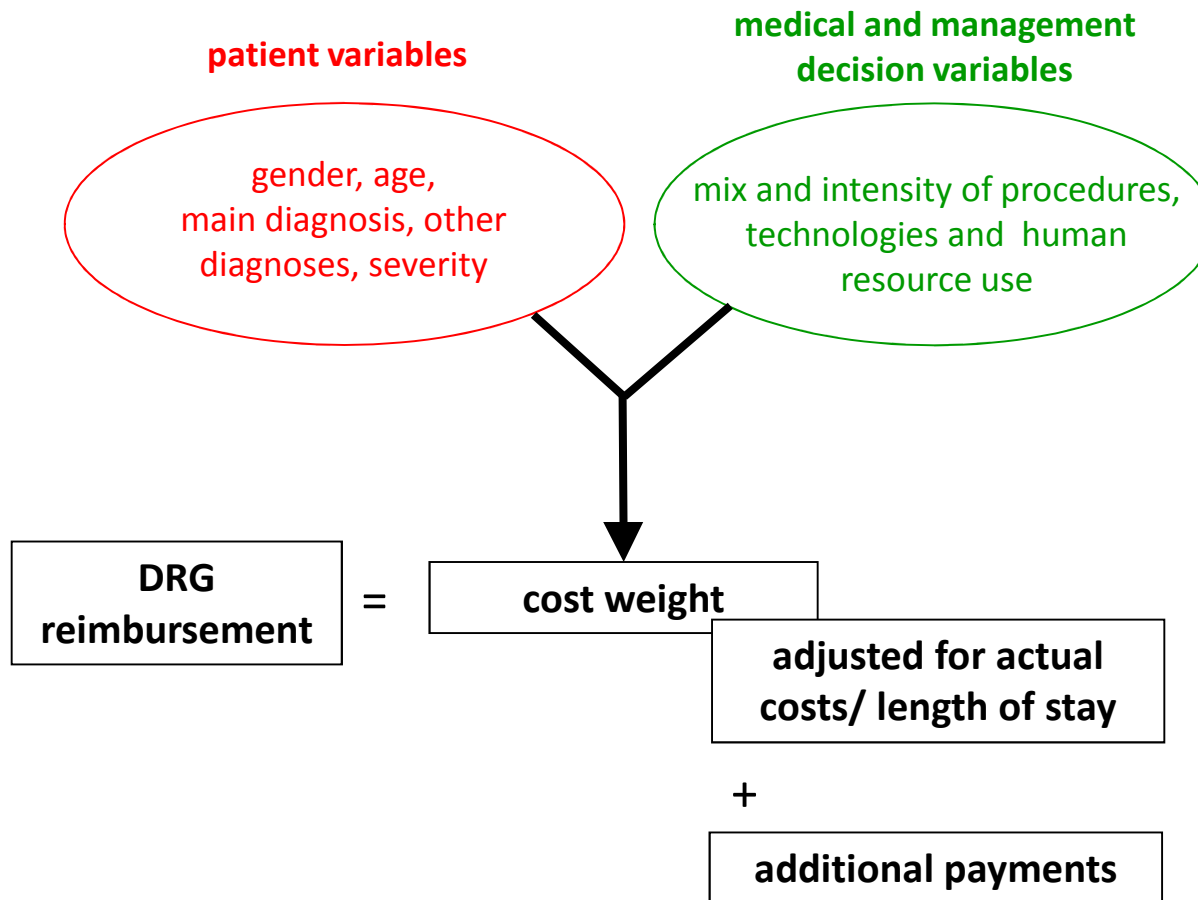 patient variables
medical and management
decision variables
gender, age,
main diagnosis, other
diagnoses, severity
mix and intensity of procedures,
technologies and human
resource use
DRG
reimbursement
=
cost weight
adjusted for actual
costs/ length of stay
+
additional payments